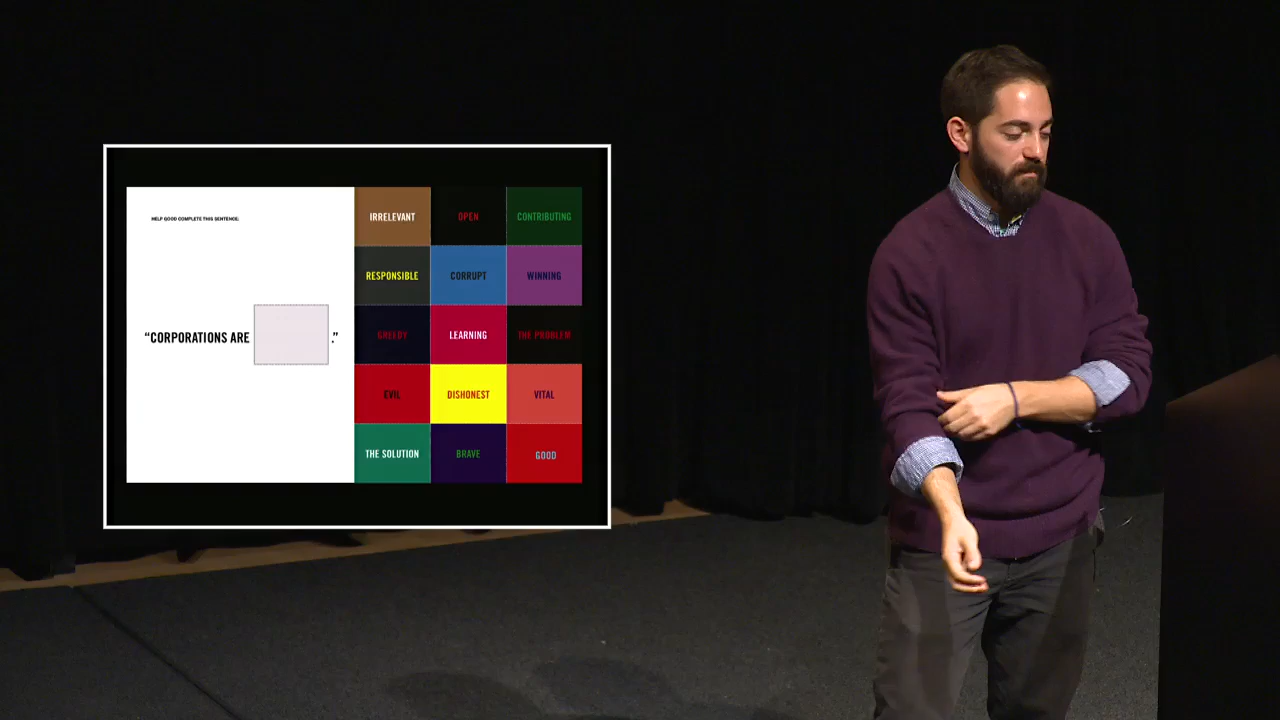 HELP GOOD COMPLETE THIS SENTENCE.
“CORPORATIONS ARE .”
IRRELEVANT OPEN CONTRIBUTING
RESPONSIBLE CORRUPT WINNING
GREEDY LEARNING THE PROBLEM
EVIL DISHONEST VITAL
THE SOLUTION BRAVE GOOD